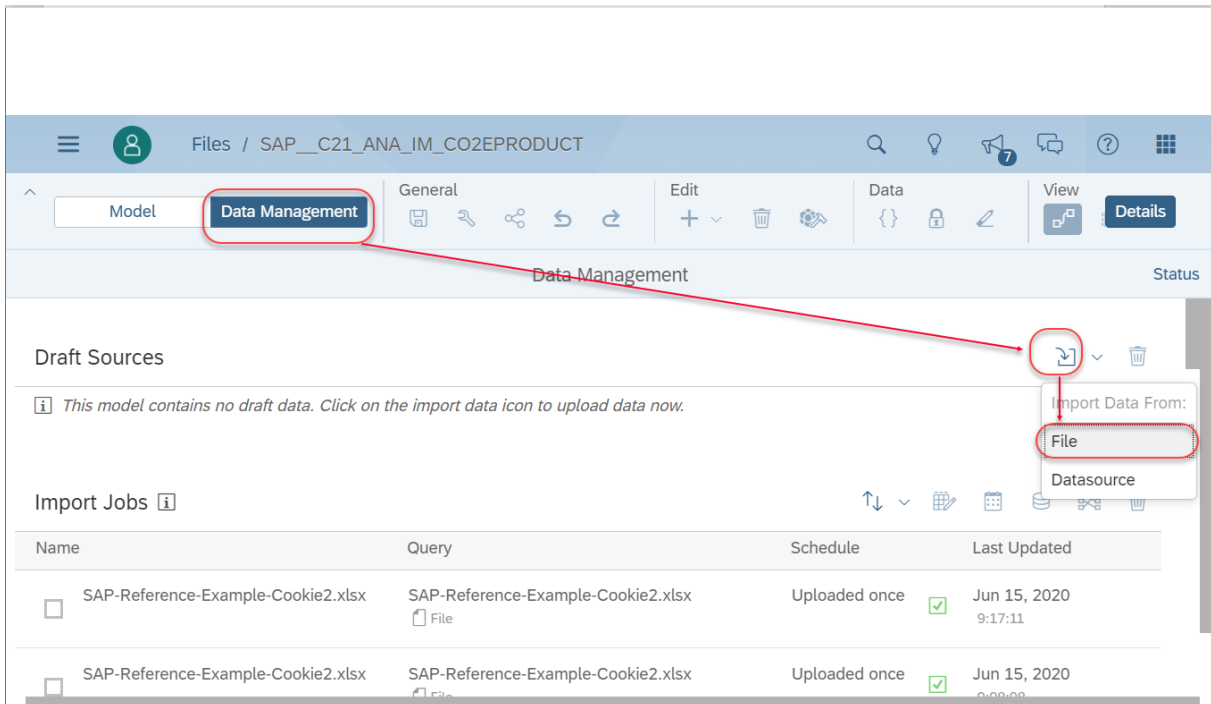 Files / SAP__C21_ANA_IM_CO2EPRODUCT
7
Model
Data Management
General
Edit
Data
View
Details
Data Management
Status
Draft Sources
This model contains no draft data. Click on the import data icon to upload data now.
Import Data From:
File
Datasource
Import Jobs
Name Query Schedule Last Updated
SAP-Reference-Example-Cookie2.xlsx SAP-Reference-Example-Cookie2.xlsx Uploaded once Jun 15, 2020
File 9:17:11
SAP-Reference-Example-Cookie2.xlsx SAP-Reference-Example-Cookie2.xlsx Uploaded once Jun 15, 2020
File 9:08:08